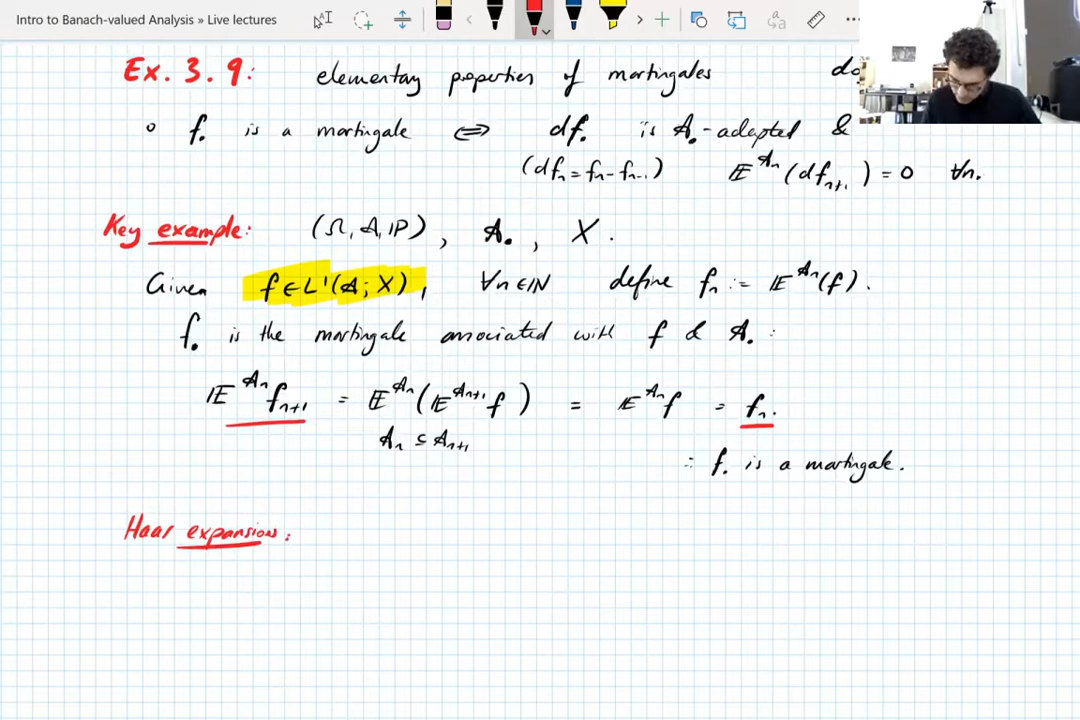 Intro to Banach-valued Analysis » Live lectures
Ex. 3.9: elementary properties of martingales
∘ f. is a martingale ⟺ df. is A.-adapted &
(dfₙ = fₙ - fₙ₋₁) 𝔼^{Aₙ}(dfₙ₊₁) = 0 ∀n.
Key example: (Ω, A, ℙ), A., X.
Given f ∈ L¹(A; X), ∀n ∈ ℕ define fₙ := 𝔼^{Aₙ}(f).
f. is the martingale associated with f & A. :
𝔼^{Aₙ} fₙ₊₁ = 𝔼^{Aₙ}(𝔼^{Aₙ₊₁} f) = 𝔼^{Aₙ} f = fₙ.
Aₙ ⊆ Aₙ₊₁
∴ f. is a martingale.
Haar expansion: